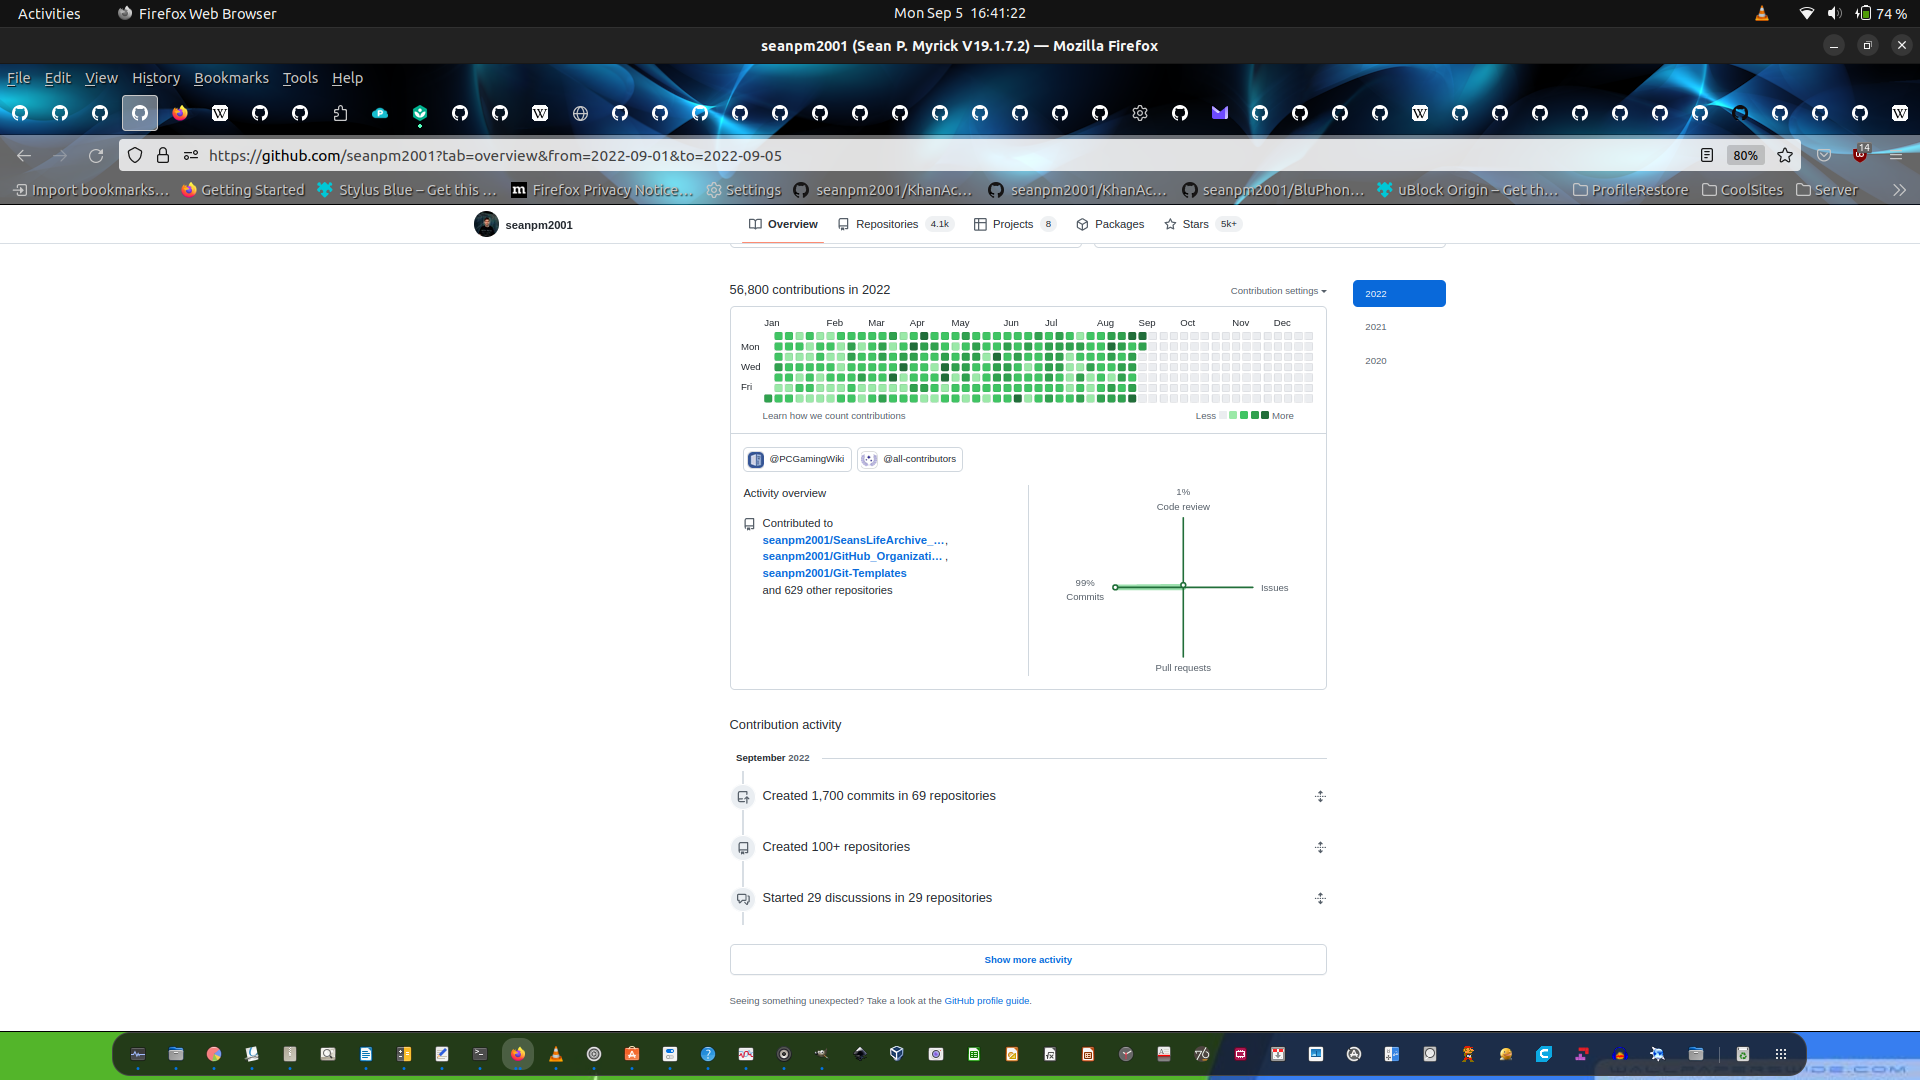 Activities
Firefox Web Browser
Mon Sep 5 16:41:22
74 %
seanpm2001 (Sean P. Myrick V19.1.7.2) — Mozilla Firefox
File Edit View History Bookmarks Tools Help
https://github.com/seanpm2001?tab=overview&from=2022-09-01&to=2022-09-05
80%
14
Import bookmarks… Getting Started Stylus Blue – Get this … Firefox Privacy Notice… Settings seanpm2001/KhanAc… seanpm2001/KhanAc… seanpm2001/BluPhon… uBlock Origin – Get th… ProfileRestore CoolSites Server
seanpm2001
Overview Repositories 4.1k Projects 8 Packages Stars 5k+
56,800 contributions in 2022
Contribution settings
2022
2021
2020
Jan Feb Mar Apr May Jun Jul Aug Sep Oct Nov Dec
Mon
Wed
Fri
Learn how we count contributions
Less More
@PCGamingWiki
@all-contributors
Activity overview
Contributed to
seanpm2001/SeansLifeArchive_…,
seanpm2001/GitHub_Organizati… ,
seanpm2001/Git-Templates
and 629 other repositories
1%
Code review
99%
Commits
Issues
Pull requests
Contribution activity
September 2022
Created 1,700 commits in 69 repositories
Created 100+ repositories
Started 29 discussions in 29 repositories
Show more activity
Seeing something unexpected? Take a look at the GitHub profile guide.
76
WALLPAPERSWIDE.COM